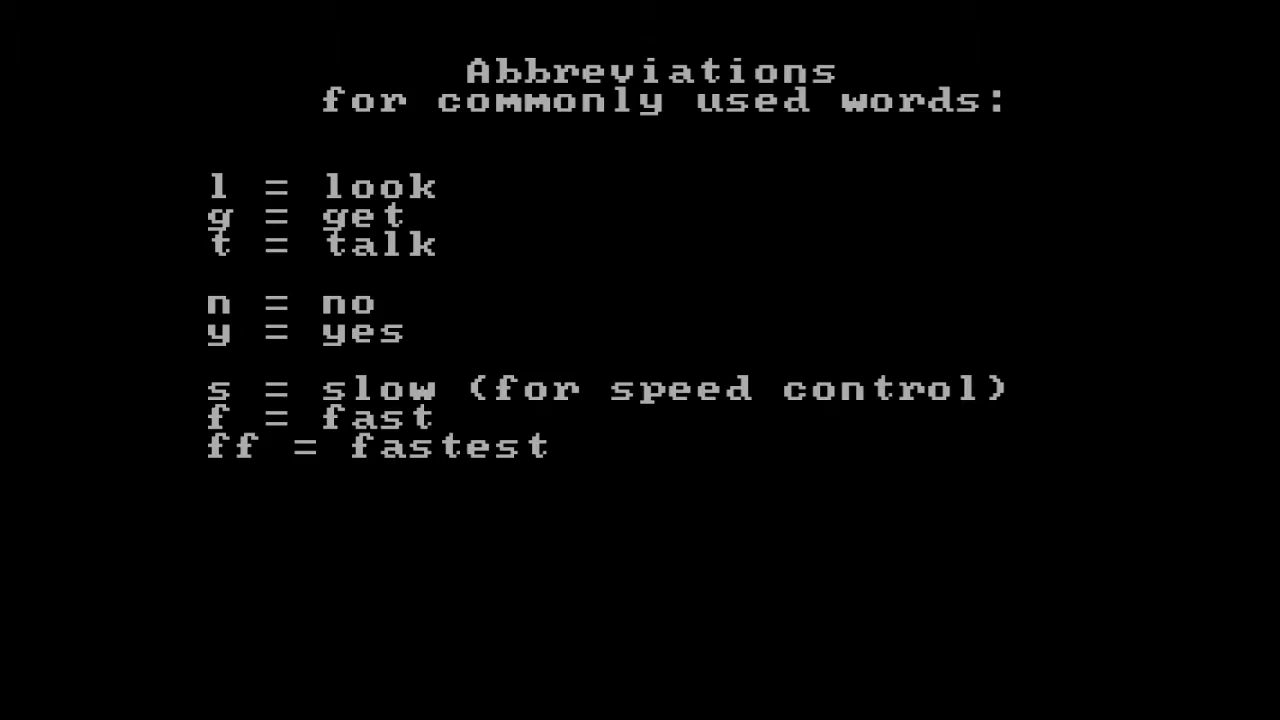 Abbreviations
for commonly used words:
l = look
g = get
t = talk
n = no
y = yes
s = slow (for speed control)
f = fast
ff = fastest